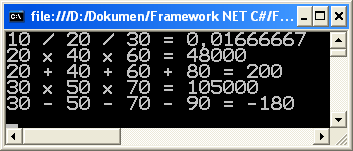 file:///D:/Dokumen/Framework NET C#/F...
10 / 20 / 30 = 0,01666667
20 x 40 x 60 = 48000
20 + 40 + 60 + 80 = 200
30 x 50 x 70 = 105000
30 - 50 - 70 - 90 = -180